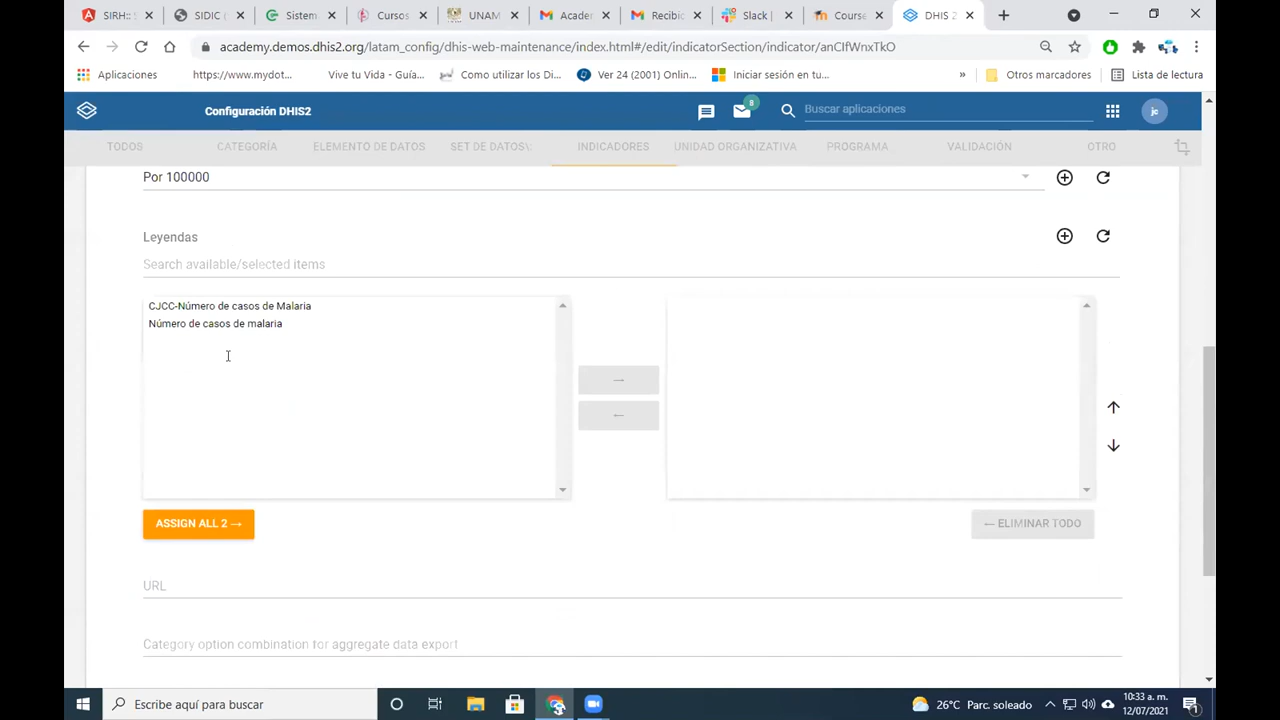 SIRH::
SIDIC (
Sistem
Cursos
UNAM
Acader
Recibic
Slack |
Course
DHIS 2
academy.demos.dhis2.org/latam_config/dhis-web-maintenance/index.html#/edit/indicatorSection/indicator/anClfWnxTkO
Aplicaciones
https://www.mydot...
Vive tu Vida - Guía...
Como utilizar los Di...
Ver 24 (2001) Onlin...
Iniciar sesión en tu...
»
Otros marcadores
Lista de lectura
Configuración DHIS2
8
Buscar aplicaciones
jc
TODOS
CATEGORÍA
ELEMENTO DE DATOS
SET DE DATOS\:
INDICADORES
UNIDAD ORGANIZATIVA
PROGRAMA
VALIDACIÓN
OTRO
Por 100000
Leyendas
Search available/selected items
CJCC-Número de casos de Malaria
Número de casos de malaria
→
←
ASSIGN ALL 2 →
← ELIMINAR TODO
URL
Category option combination for aggregate data export
Escribe aquí para buscar
26°C Parc. soleado
10:33 a. m.
12/07/2021
1